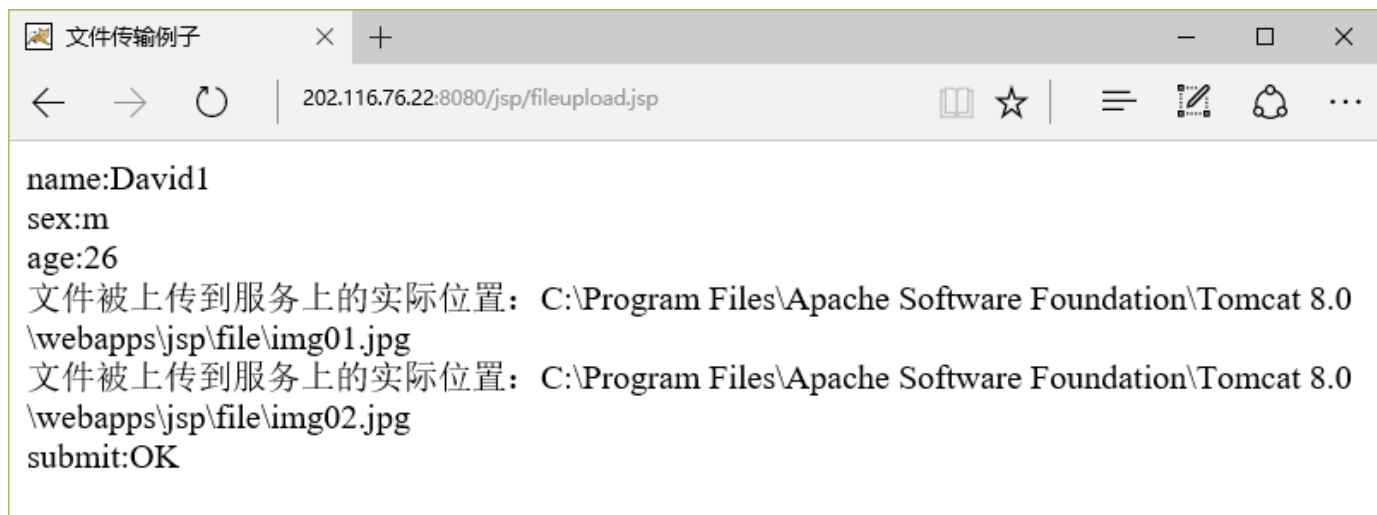 文件传输例子
202.116.76.22:8080/jsp/fileupload.jsp
name:David1
sex:m
age:26
文件被上传到服务上的实际位置：C:\Program Files\Apache Software Foundation\Tomcat 8.0
\webapps\jsp\file\img01.jpg
文件被上传到服务上的实际位置：C:\Program Files\Apache Software Foundation\Tomcat 8.0
\webapps\jsp\file\img02.jpg
submit:OK